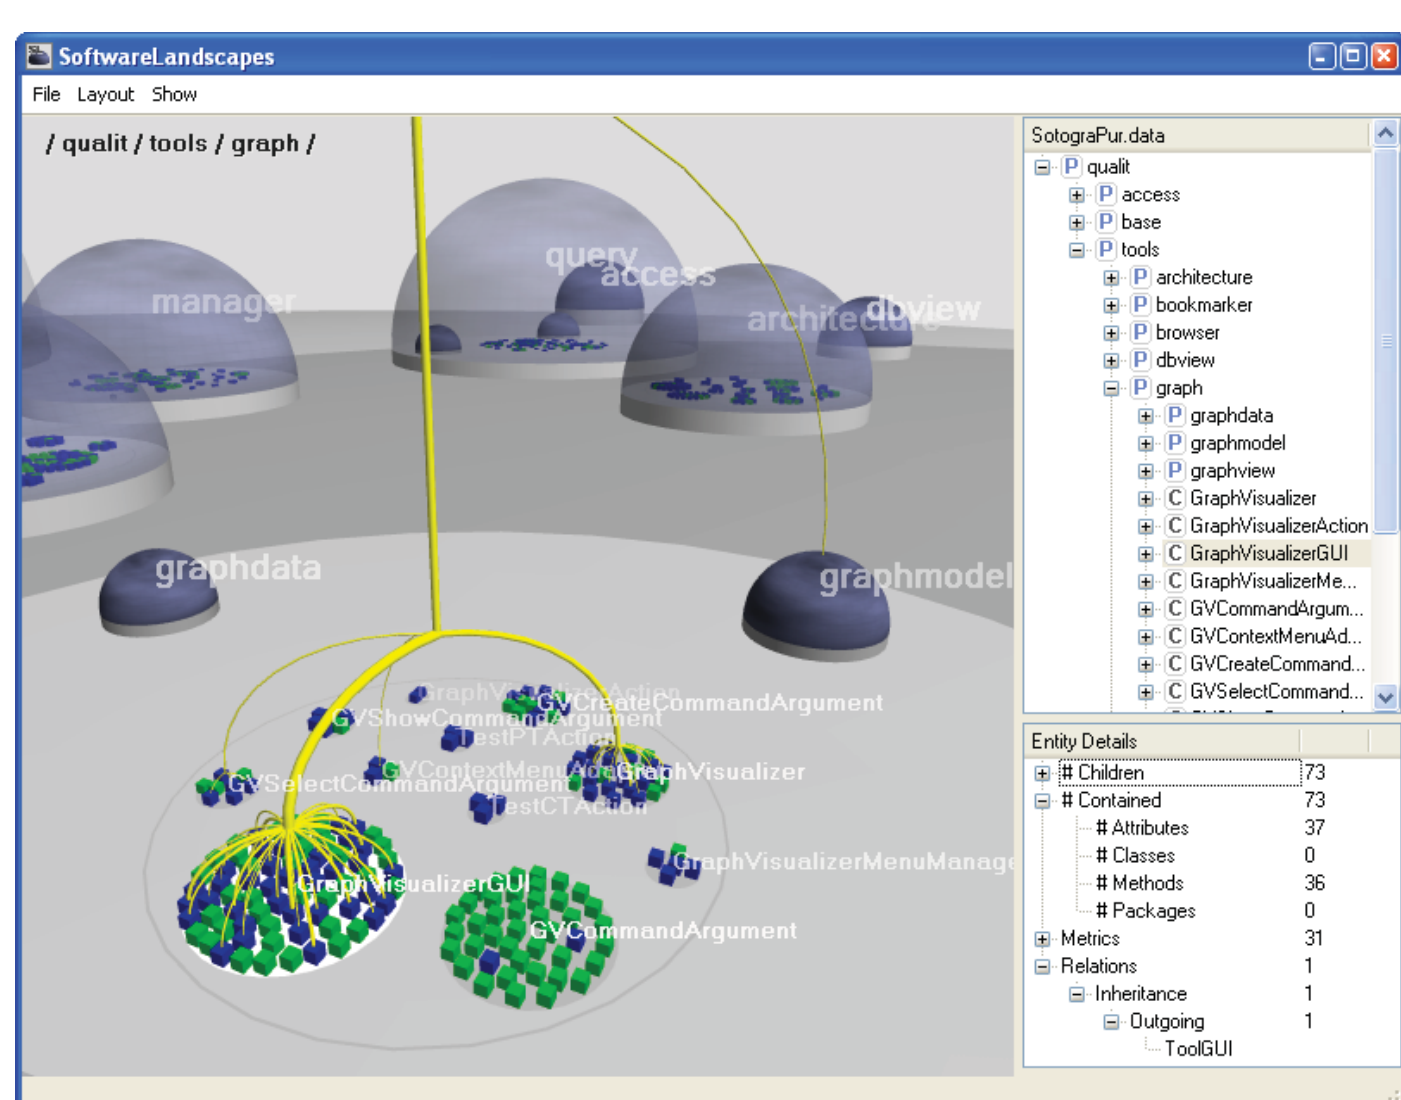 SoftwareLandscapes
File Layout Show
/ qualit / tools / graph /
query
access
manager
dbview
architecture
graphdata
graphmodel
GraphVisualizerAction
GVCreateCommandArgument
GVShowCommandArgument
TestPTAction
GVContextMenuAda
GraphVisualizer
GVSelectCommandArgument
TestCTAction
GraphVisualizerMenuManage
GraphVisualizerGUI
GVCommandArgument
SotograPur.data
P qualit
P access
P base
P tools
P architecture
P bookmarker
P browser
P dbview
P graph
P graphdata
P graphmodel
P graphview
C GraphVisualizer
C GraphVisualizerAction
C GraphVisualizerGUI
C GraphVisualizerMe...
C GVCommandArgum...
C GVContextMenuAd...
C GVCreateCommand...
C GVSelectCommand...
Entity Details
# Children 73
# Contained 73
# Attributes 37
# Classes 0
# Methods 36
# Packages 0
Metrics 31
Relations 1
Inheritance 1
Outgoing 1
ToolGUI